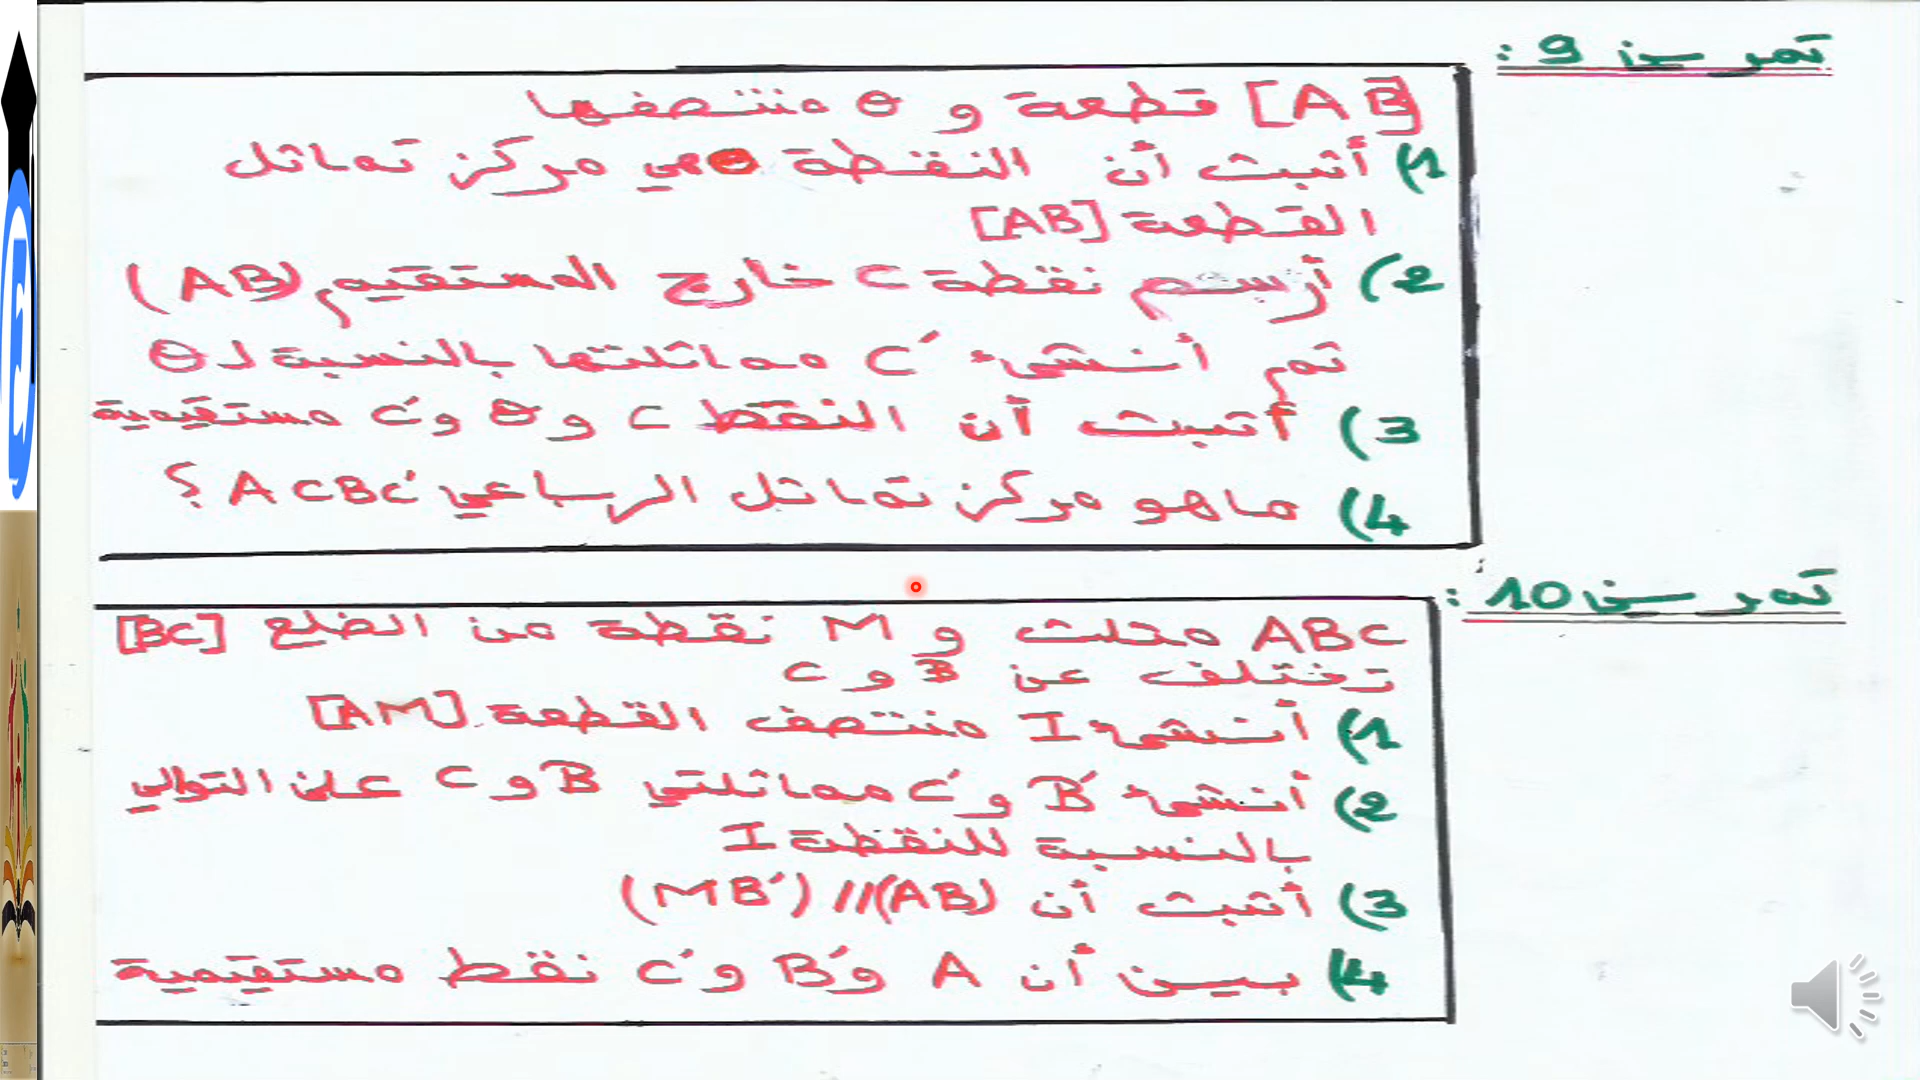 تمرين 9 :
[AB] قطعة و O منتصفها
1) أثبت أن النقطة O هي مركز تماثل
القطعة [AB]
2) أرسم نقطة C خارج المستقيم (AB)
ثم أنشئ C' مماثلتها بالنسبة لـ O
3) أثبت أن النقط C و O و C' مستقيمية
4) ماهو مركز تماثل الرباعي ACBC' ؟
تمرين 10 :
ABC مثلث و M نقطة من الضلع [BC]
تختلف عن B و C
1) أنشئ I منتصف القطعة [AM]
2) أنشئ B' و C' مماثلتي B و C على التوالي
بالنسبة للنقطة I
3) أثبت أن (MB') // (AB)
4) بين أن A و B' و C' نقط مستقيمية